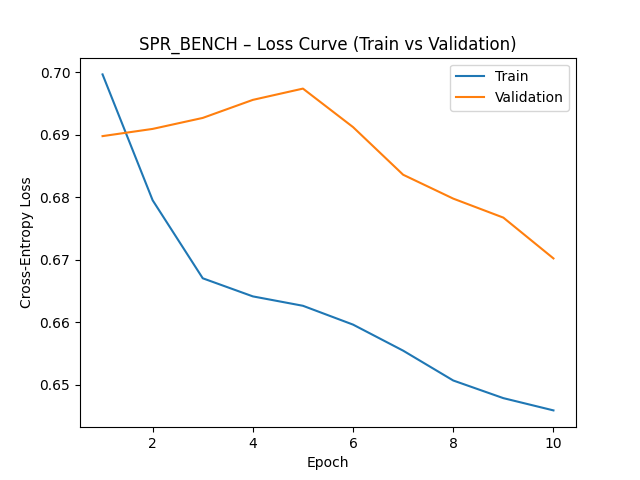 SPR_BENCH – Loss Curve (Train vs Validation)
Train
Validation
Cross-Entropy Loss
0.70
0.69
0.68
0.67
0.66
0.65
2 4 6 8 10
Epoch